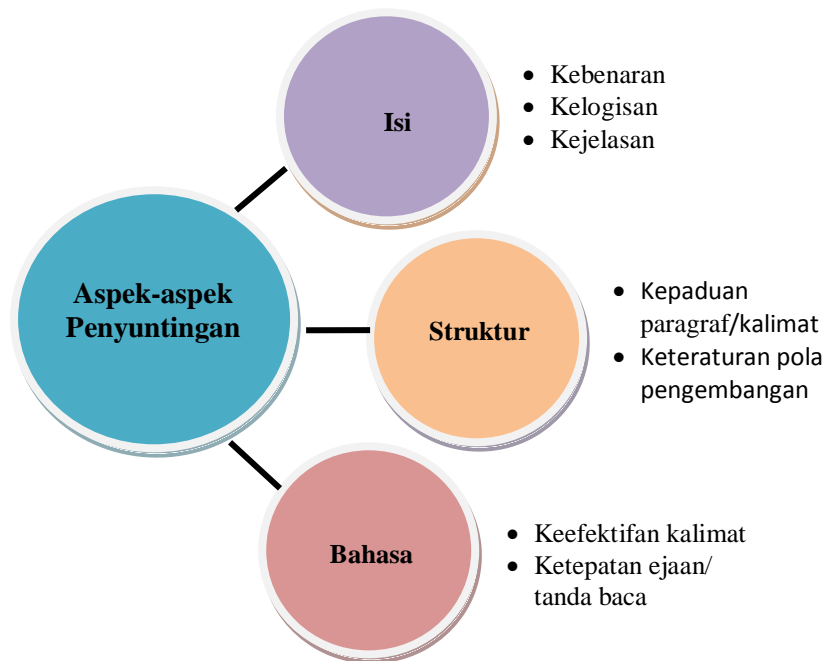 Aspek-aspek
Penyuntingan
Isi
• Kebenaran
• Kelogisan
• Kejelasan
Struktur
• Kepaduan
paragraf/kalimat
• Keteraturan pola
pengembangan
Bahasa
• Keefektifan kalimat
• Ketepatan ejaan/
tanda baca